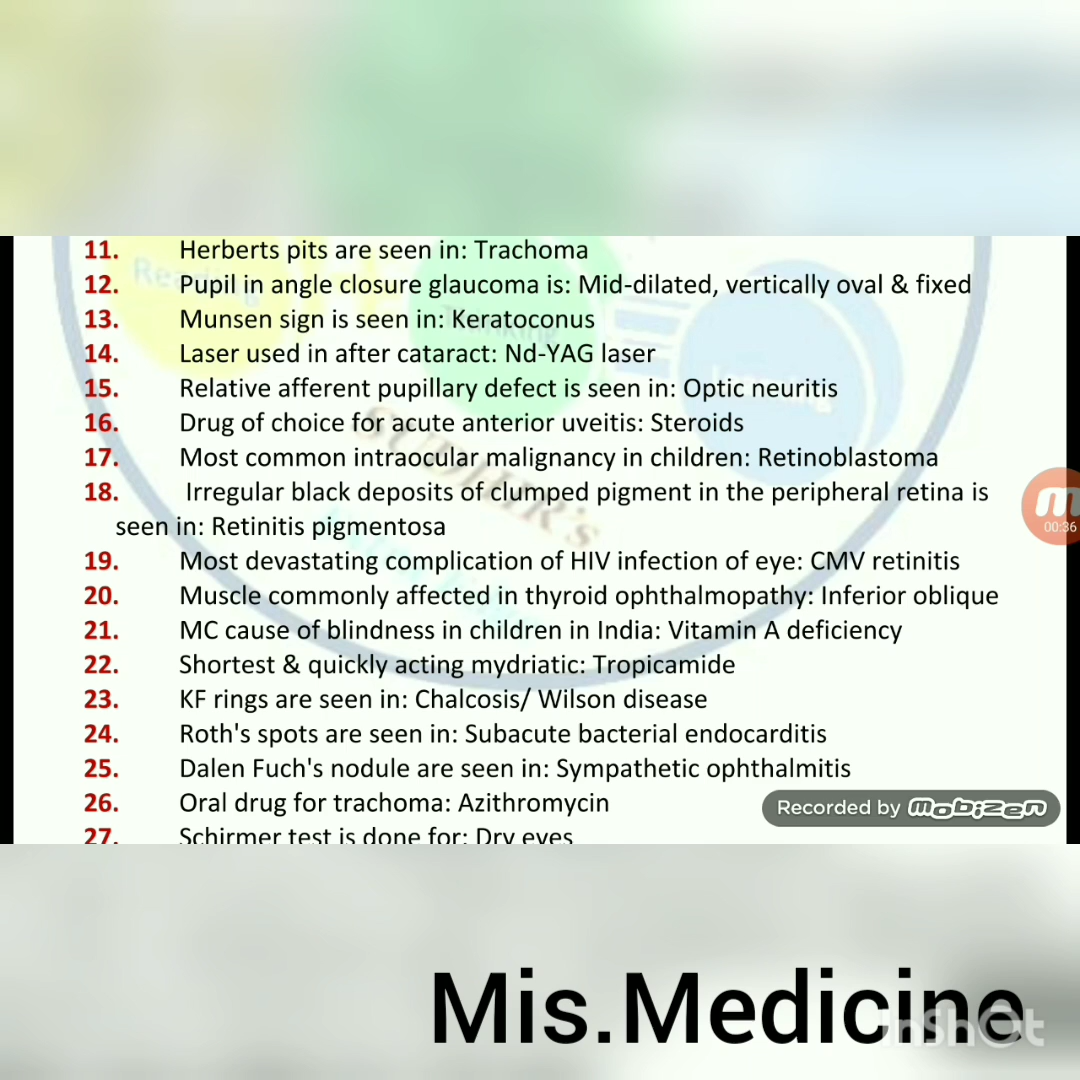 11. Herberts pits are seen in: Trachoma
12. Pupil in angle closure glaucoma is: Mid-dilated, vertically oval & fixed
13. Munsen sign is seen in: Keratoconus
14. Laser used in after cataract: Nd-YAG laser
15. Relative afferent pupillary defect is seen in: Optic neuritis
16. Drug of choice for acute anterior uveitis: Steroids
17. Most common intraocular malignancy in children: Retinoblastoma
18. Irregular black deposits of clumped pigment in the peripheral retina is
seen in: Retinitis pigmentosa
00:36
19. Most devastating complication of HIV infection of eye: CMV retinitis
20. Muscle commonly affected in thyroid ophthalmopathy: Inferior oblique
21. MC cause of blindness in children in India: Vitamin A deficiency
22. Shortest & quickly acting mydriatic: Tropicamide
23. KF rings are seen in: Chalcosis/ Wilson disease
24. Roth's spots are seen in: Subacute bacterial endocarditis
25. Dalen Fuch's nodule are seen in: Sympathetic ophthalmitis
26. Oral drug for trachoma: Azithromycin
Recorded by mobizen
27. Schirmer test is done for: Dry eyes
Mis.Medicine
InShOt